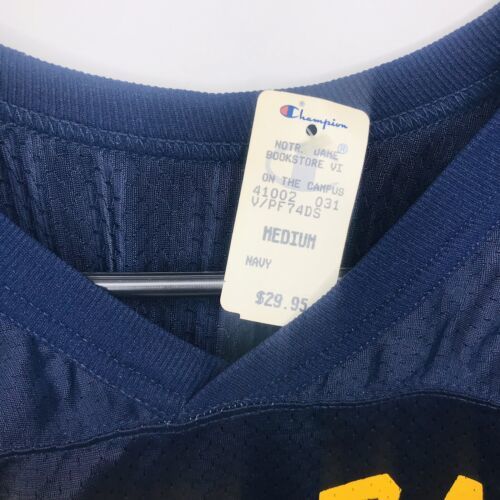 Champion
®
NOTR DAME
BOOKSTORE VI
ON THE CAMPUS
41002 031
V/PF74DS
MEDIUM
NAVY
$29.95